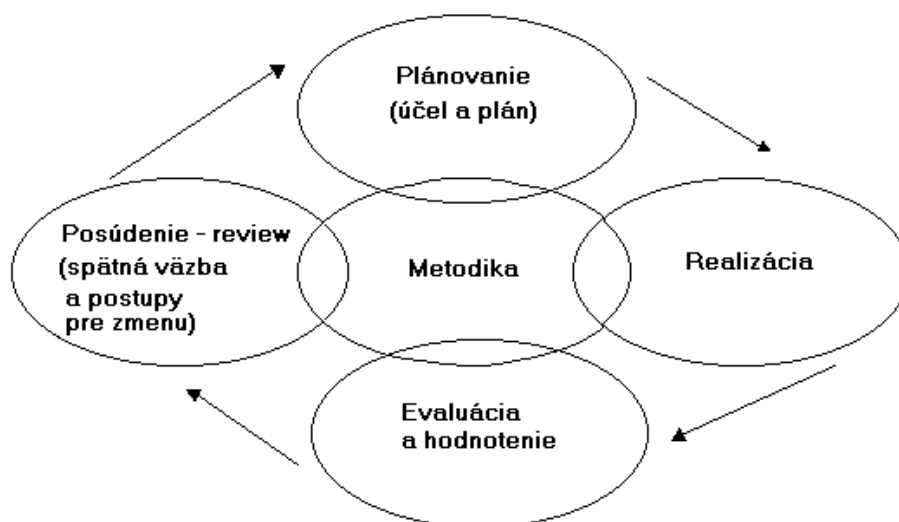 Plánovanie
(účel a plán)
Posúdenie - review
(spätná väzba
a postupy
pre zmenu)
Metodika
Realizácia
Evaluácia
a hodnotenie